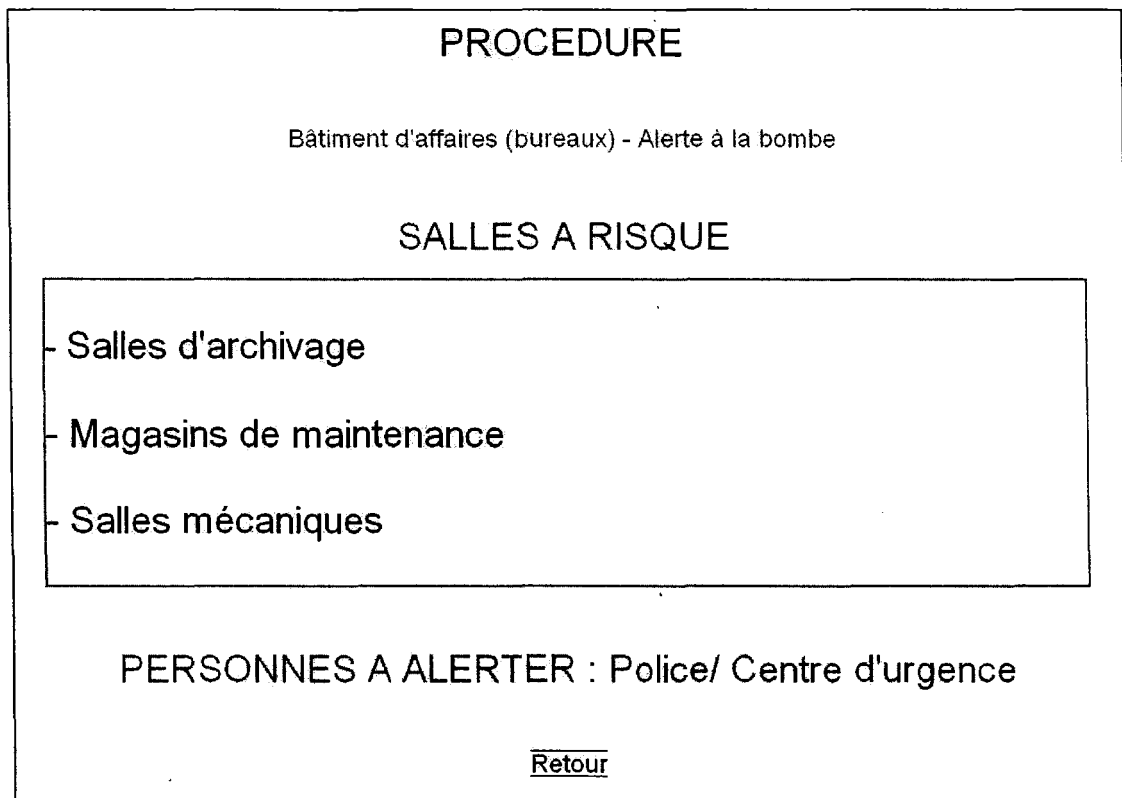 PROCEDURE
Bâtiment d'affaires (bureaux) - Alerte à la bombe
SALLES A RISQUE
- Salles d'archivage
- Magasins de maintenance
- Salles mécaniques
PERSONNES A ALERTER : Police/ Centre d'urgence
Retour